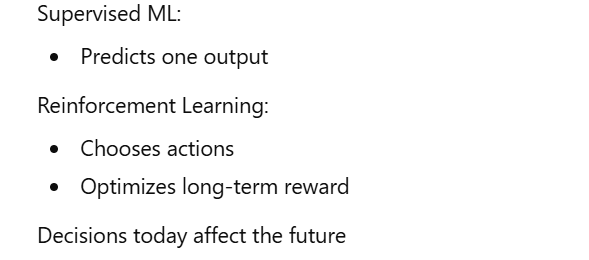 Supervised ML:
• Predicts one output
Reinforcement Learning:
• Chooses actions
• Optimizes long-term reward
Decisions today affect the future